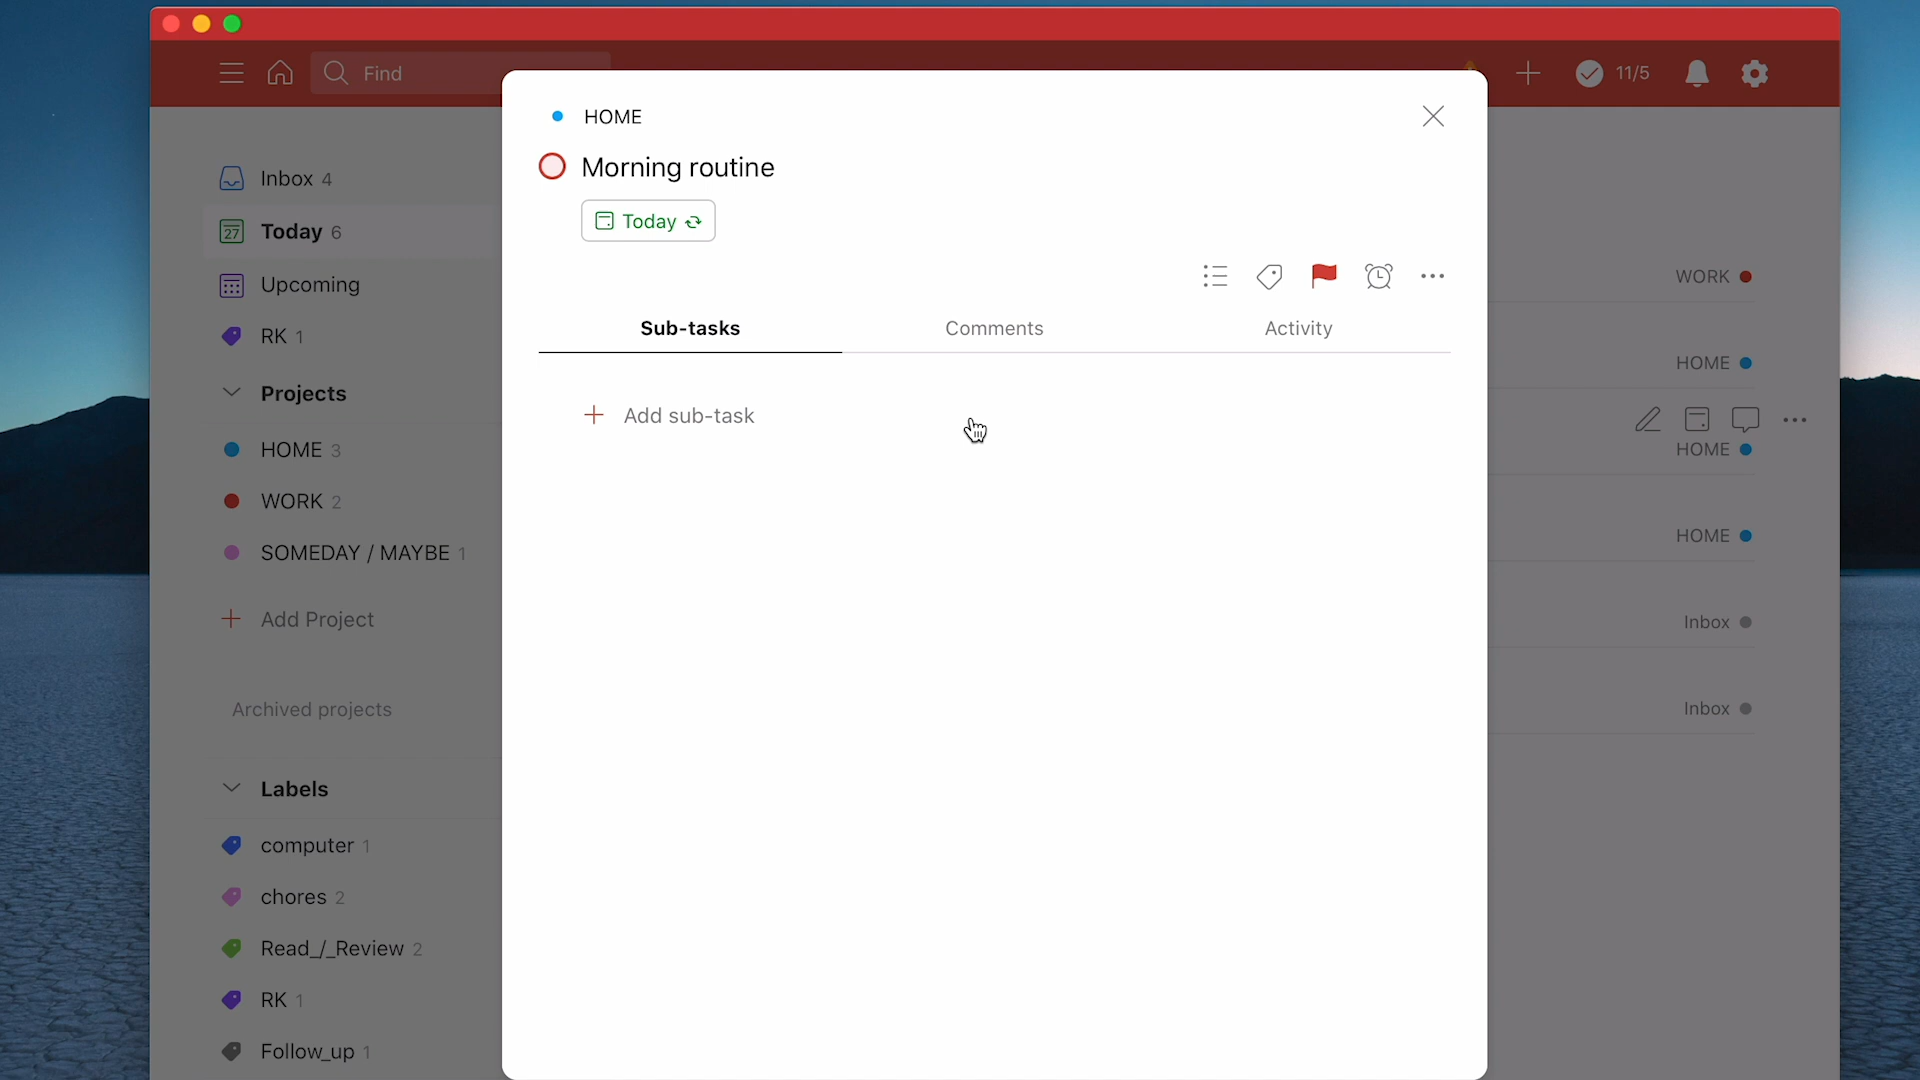 Find
11/5
Inbox 4
27
Today 6
Upcoming
RK 1
Projects
HOME 3
WORK 2
SOMEDAY / MAYBE 1
Add Project
Archived projects
Labels
computer 1
chores 2
Read_/_Review 2
RK 1
Follow_up 1
HOME
Morning routine
Today
Sub-tasks
Comments
Activity
Add sub-task
WORK
HOME
HOME
HOME
Inbox
Inbox